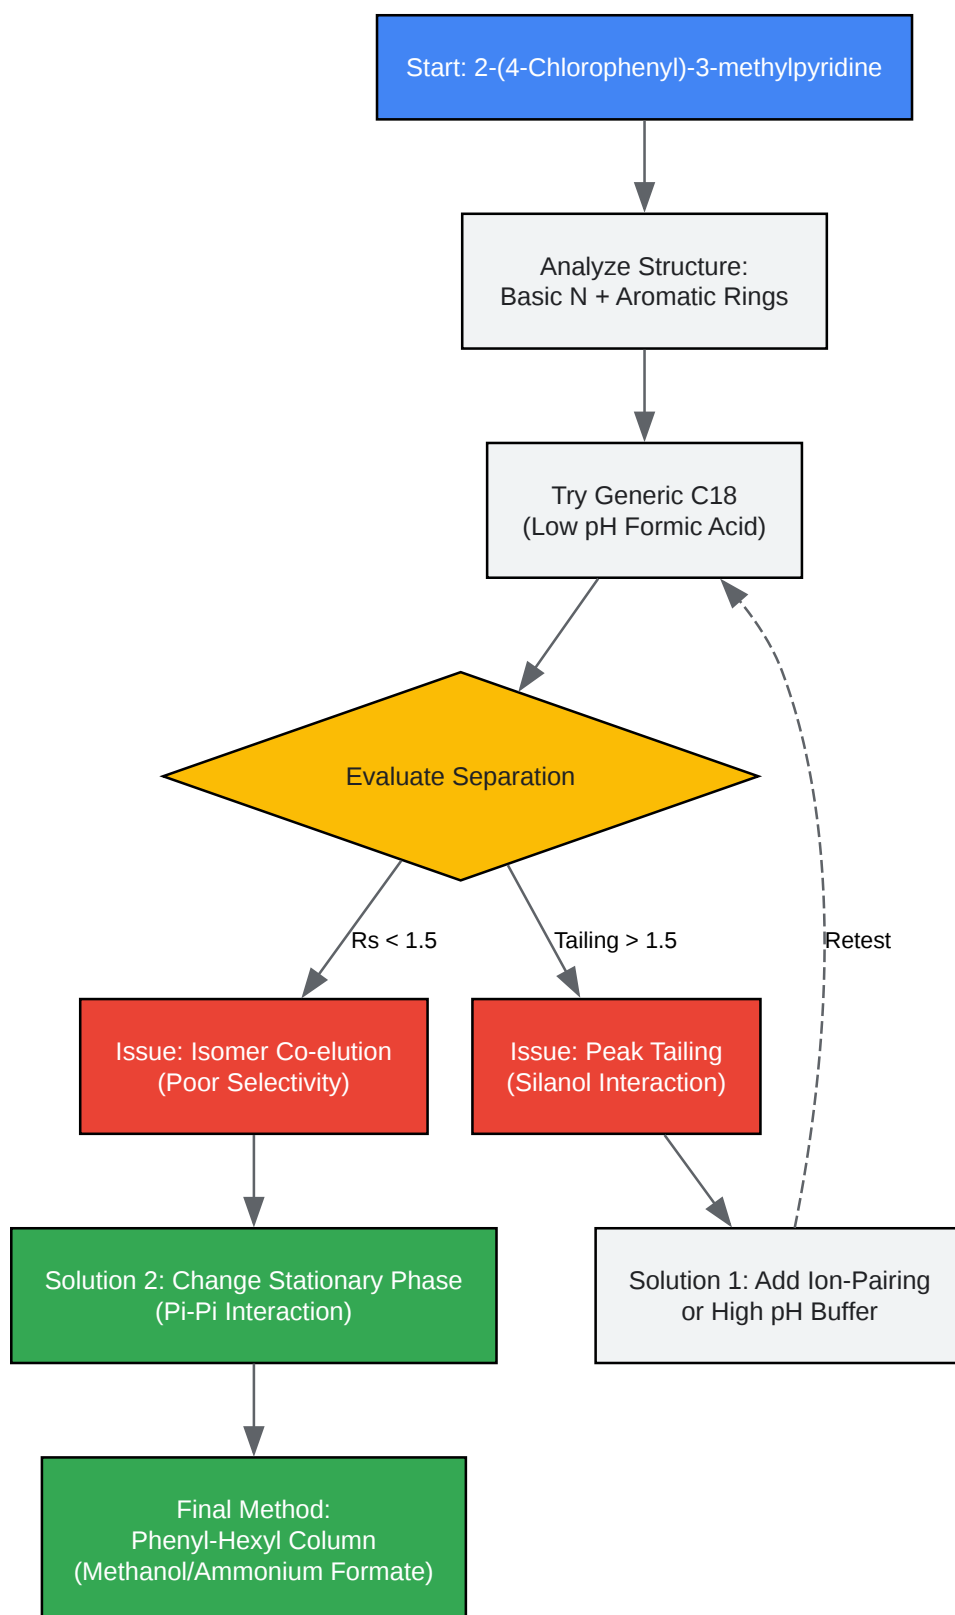 Start: 2-(4-Chlorophenyl)-3-methylpyridine
Analyze Structure:
Basic N + Aromatic Rings
Try Generic C18
(Low pH Formic Acid)
Evaluate Separation
Rs < 1.5
Tailing > 1.5
Retest
Issue: Isomer Co-elution
(Poor Selectivity)
Issue: Peak Tailing
(Silanol Interaction)
Solution 2: Change Stationary Phase
(Pi-Pi Interaction)
Solution 1: Add Ion-Pairing
or High pH Buffer
Final Method:
Phenyl-Hexyl Column
(Methanol/Ammonium Formate)